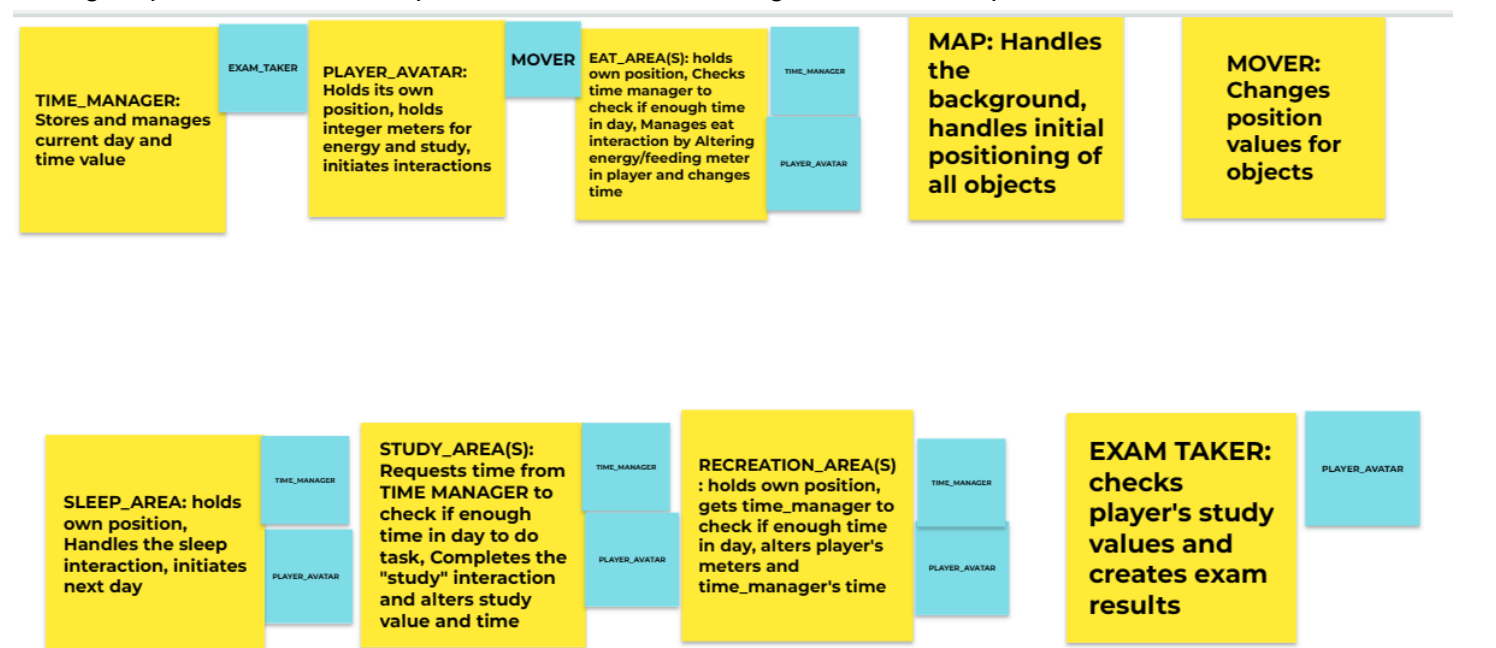 TIME_MANAGER:
Stores and manages
current day and
time value
EXAM_TAKER
PLAYER_AVATAR:
Holds its own
position, holds
integer meters for
energy and study,
initiates interactions
MOVER
EAT_AREA(S): holds
own position, Checks
time manager to
check if enough time
in day, Manages eat
interaction by Altering
energy/feeding meter
in player and changes
time
TIME_MANAGER
PLAYER_AVATAR
MAP: Handles
the
background,
handles initial
positioning of
all objects
MOVER:
Changes
position
values for
objects
SLEEP_AREA: holds
own position,
Handles the sleep
interaction, initiates
next day
TIME_MANAGER
PLAYER_AVATAR
STUDY_AREA(S):
Requests time from
TIME MANAGER to
check if enough
time in day to do
task, Completes the
"study" interaction
and alters study
value and time
TIME_MANAGER
PLAYER_AVATAR
RECREATION_AREA(S)
: holds own position,
gets time_manager to
check if enough time
in day, alters player's
meters and
time_manager's time
TIME_MANAGER
PLAYER_AVATAR
EXAM TAKER:
checks
player's study
values and
creates exam
results
PLAYER_AVATAR